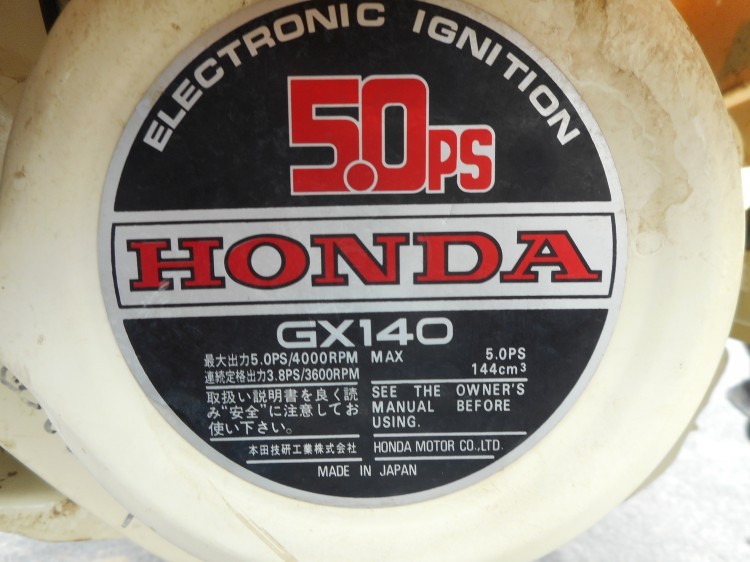 ELECTRONIC IGNITION
5.0PS
HONDA
GX140
最大出力5.0PS/4000RPM
連続定格出力3.8PS/3600RPM
MAX 5.0PS
144cm³
取扱い説明書を良く読
み"安全"に注意してお
使い下さい。
SEE THE OWNER'S
MANUAL BEFORE
USING.
本田技研工業株式会社
HONDA MOTOR CO.,LTD.
MADE IN JAPAN